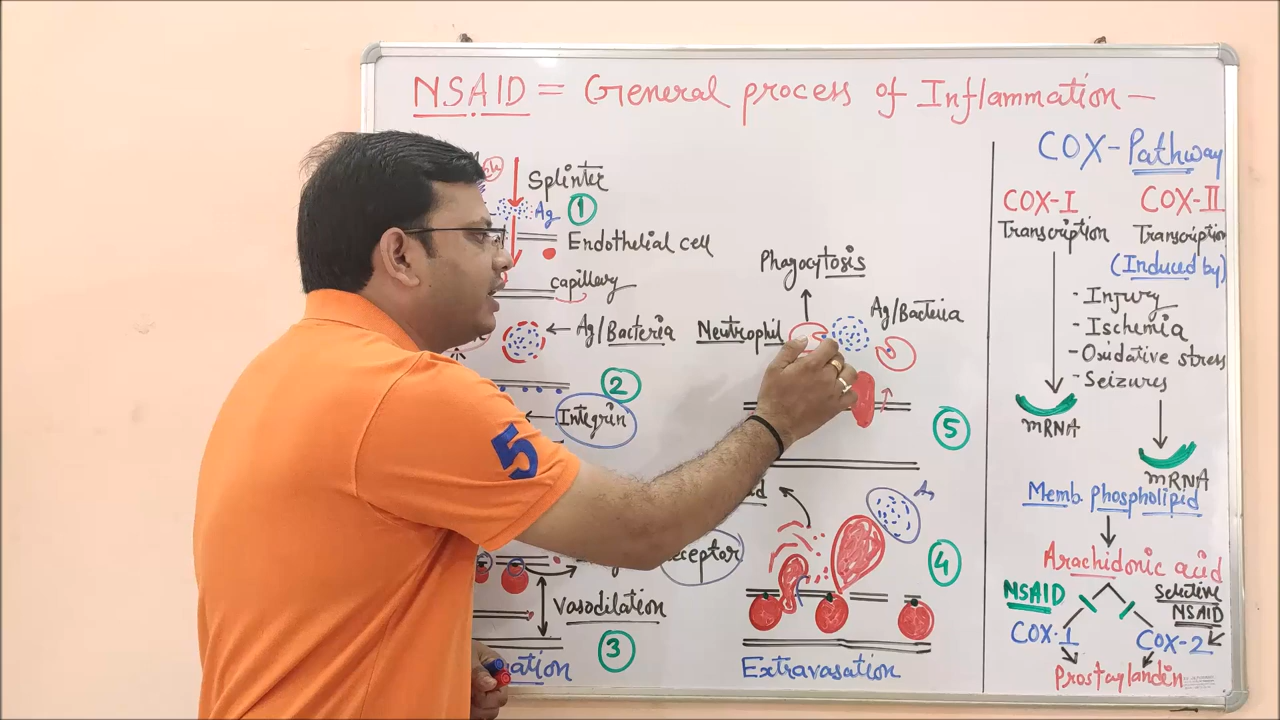 NSAID = General process of Inflammation -
Splinter
Ag
1
Endothelial cell
capillary
Ag/Bacteria
2
Integrin
Vasodilation
3
Phagocytosis
Neutrophil
Ag/Bacteria
5
Ag
4
Extravasation
COX-Pathway
COX-I
Transcription
mRNA
COX-II
Transcription
(Induced by)
· Injury
· Ischemia
· Oxidative stress
· Seizures
mRNA
Memb. Phospholipid
Arachidonic acid
NSAID
Selective
NSAID
COX-1
COX-2
Prostaylandin
5